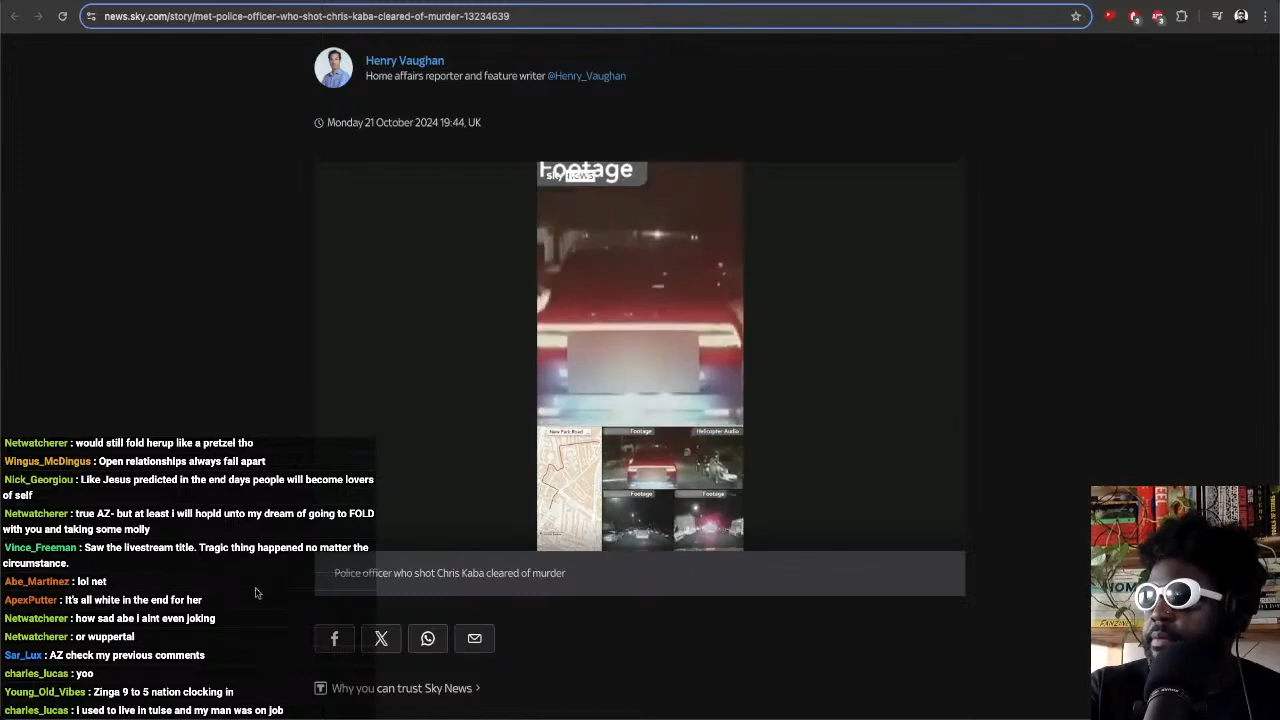 news.sky.com/story/met-police-officer-who-shot-chris-kaba-cleared-of-murder-13234639
Henry Vaughan
Home affairs reporter and feature writer @Henry_Vaughan
Monday 21 October 2024 19:44, UK
Footage
sky news
New Park Road
Footage
Helicopter Audio
Footage
Footage
Police officer who shot Chris Kaba cleared of murder
Why you can trust Sky News
Netwatcherer : would still fold herup like a pretzel tho
Wingus_McDingus : Open relationships always fail apart
Nick_Georgiou : Like Jesus predicted in the end days people will become lovers
of self
Netwatcherer : true AZ- but at least i will hopld unto my dream of going to FOLD
with you and taking some molly
Vince_Freeman : Saw the livestream title. Tragic thing happened no matter the
circumstance.
Abe_Martinez : lol net
ApexPutter : It's all white in the end for her
Netwatcherer : how sad abe i aint even joking
Netwatcherer : or wuppertal
Sar_Lux : AZ check my previous comments
charles_lucas : yoo
Young_Old_Vibes : Zinga 9 to 5 nation clocking in
charles_lucas : i used to live in tulse and my man was on job